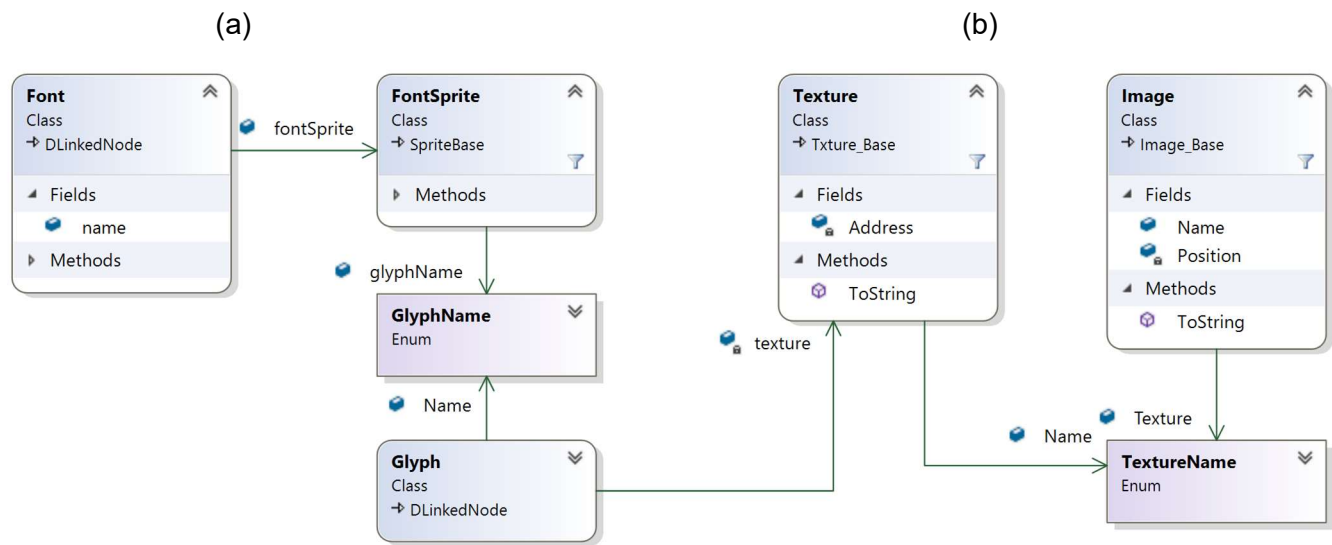 (a)
(b)
Font
Class
DLinkedNode
Fields
name
Methods
fontSprite
FontSprite
Class
SpriteBase
Methods
glyphName
GlyphName
Enum
Name
Glyph
Class
DLinkedNode
texture
Texture
Class
Txture_Base
Fields
Address
Methods
ToString
Image
Class
Image_Base
Fields
Name
Position
Methods
ToString
Name
Texture
TextureName
Enum